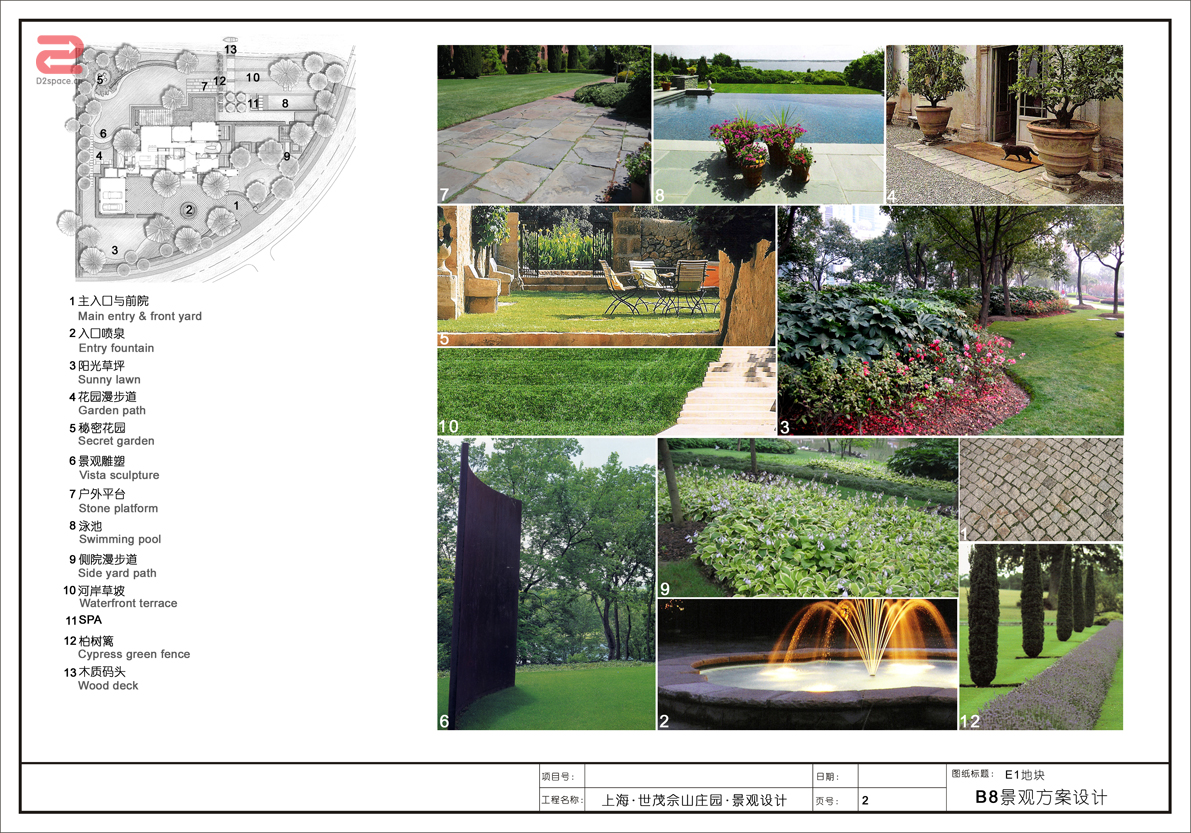 D2space.cn
13
5
7
12
10
11
8
6
4
9
2
1
3
1 主入口与前院
Main entry & front yard
2 入口喷泉
Entry fountain
3 阳光草坪
Sunny lawn
4 花园漫步道
Garden path
5 秘密花园
Secret garden
6 景观雕塑
Vista sculpture
7 户外平台
Stone platform
8 泳池
Swimming pool
9 侧院漫步道
Side yard path
10 河岸草坡
Waterfront terrace
11 SPA
12 柏树篱
Cypress green fence
13 木质码头
Wood deck
7
8
4
5
10
3
6
9
1
2
12
项目号:
日期:
图纸标题: E1地块
工程名称: 上海·世茂佘山庄园·景观设计
页号: 2
B8景观方案设计